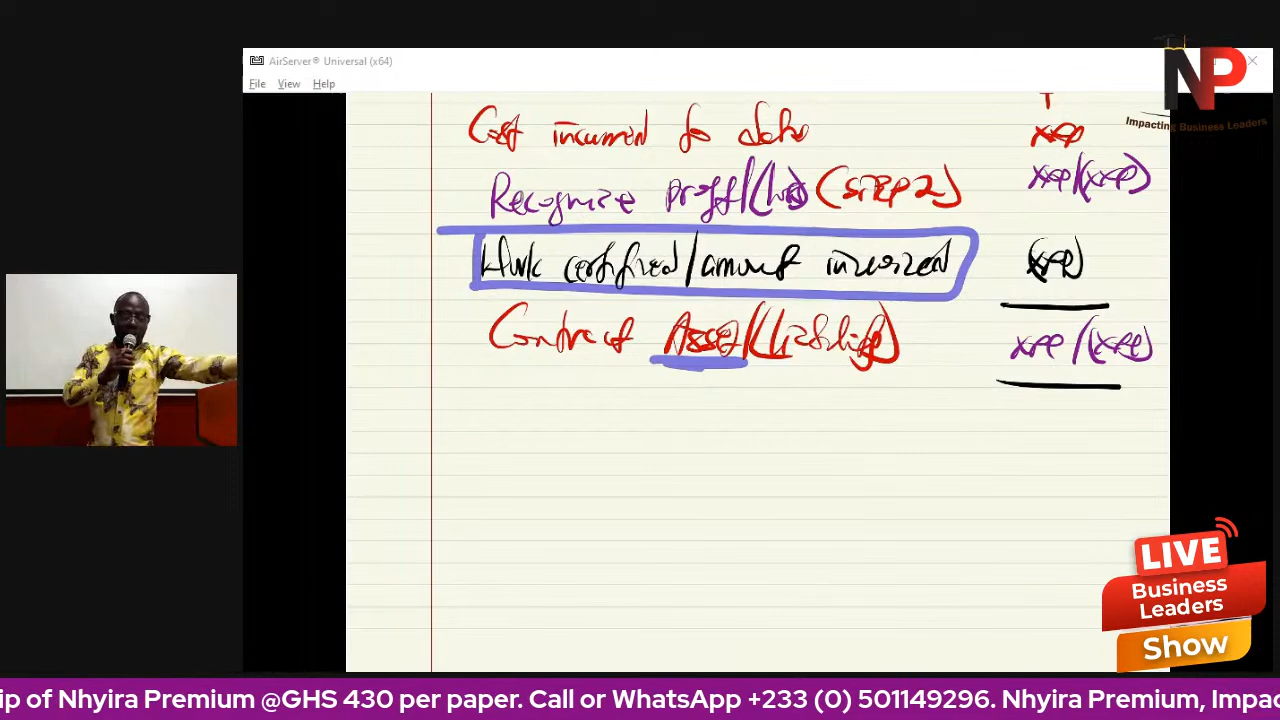 AirServer® Universal (x64)
File View Help
NP
Impacting Business Leaders
Cost incurred to date xxx
Recognize profit/(loss) (STEP 2) xxx/(xxx)
Work certified/amount invoiced (xxx)
Contract Asset/(Liability) xxx/(xxx)
LIVE
Business
Leaders
Show
ip of Nhyira Premium @GHS 430 per paper. Call or WhatsApp +233 (0) 501149296. Nhyira Premium, Impac